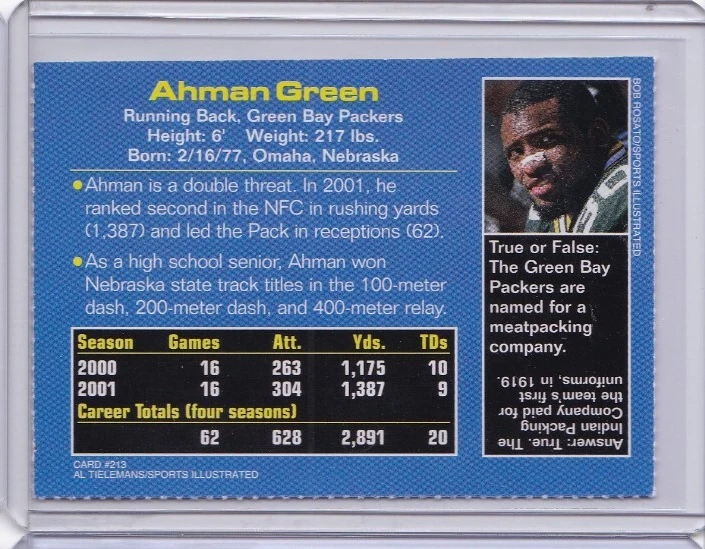 Ahman Green
Running Back, Green Bay Packers
Height: 6' Weight: 217 lbs.
Born: 2/16/77, Omaha, Nebraska
• Ahman is a double threat. In 2001, he
ranked second in the NFC in rushing yards
(1,387) and led the Pack in receptions (62).
• As a high school senior, Ahman won
Nebraska state track titles in the 100-meter
dash, 200-meter dash, and 400-meter relay.
Season Games Att. Yds. TDs
2000 16 263 1,175 10
2001 16 304 1,387 9
Career Totals (four seasons)
62 628 2,891 20
CARD #213
AL TIELEMANS/SPORTS ILLUSTRATED
BOB ROSATO/SPORTS ILLUSTRATED
True or False:
The Green Bay
Packers are
named for a
meatpacking
company.
Answer: True. The
Indian Packing
Company paid for
the team's first
uniforms, in 1919.